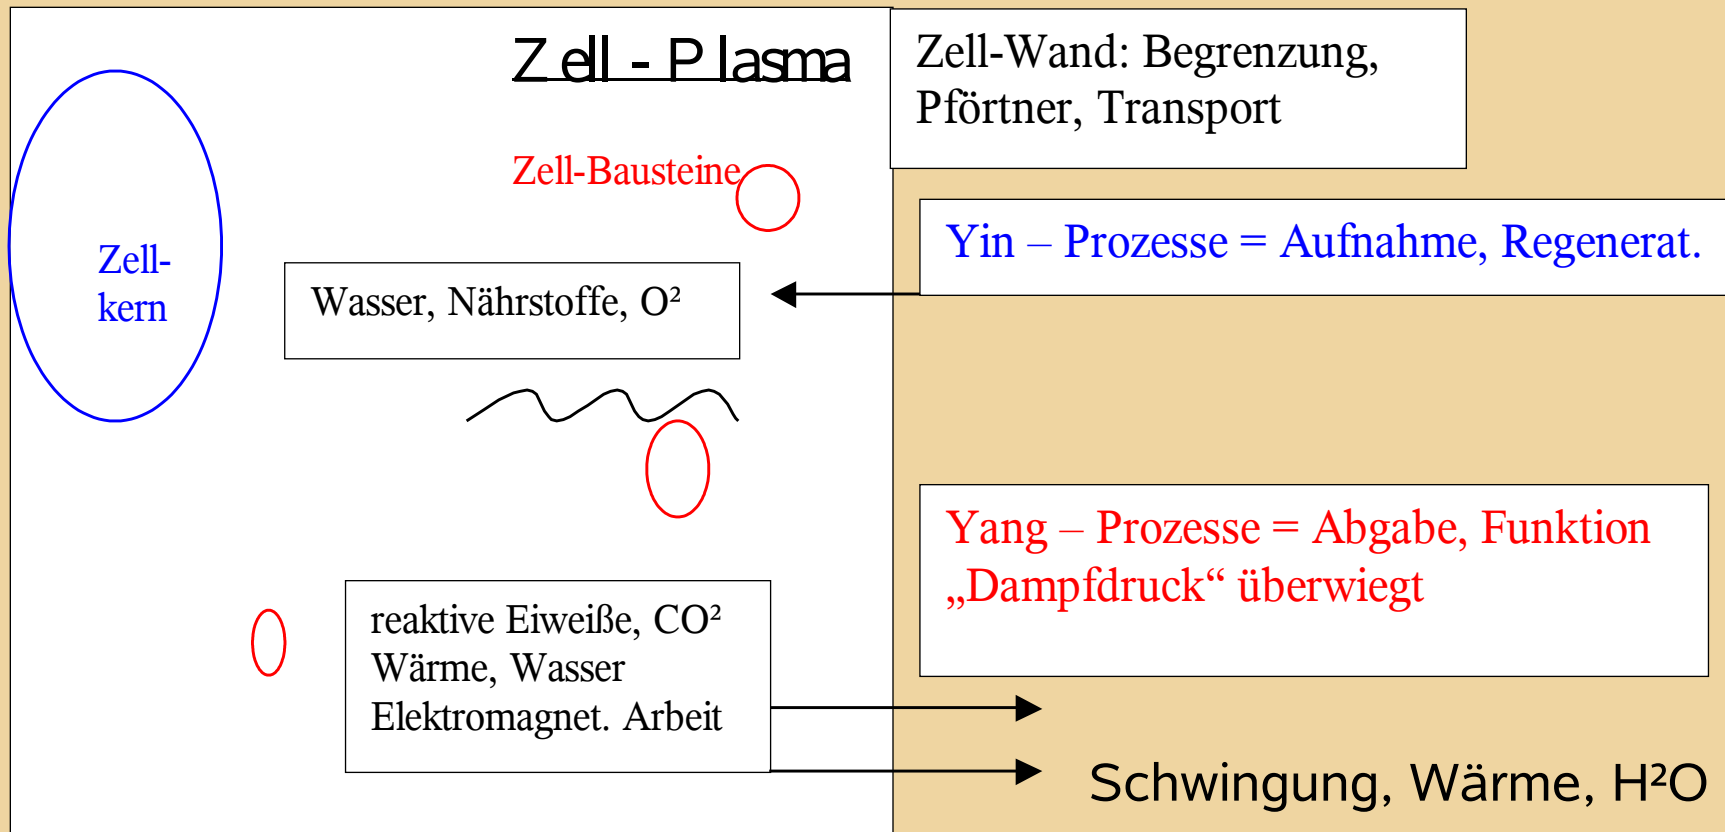 Zell - Plasma
Zell-Wand: Begrenzung,
Pförtner, Transport
Zell-Bausteine
Yin – Prozesse = Aufnahme, Regenerat.
Zell-
kern
Wasser, Nährstoffe, O²
Yang – Prozesse = Abgabe, Funktion
„Dampfdruck“ überwiegt
reaktive Eiweiße, CO²
Wärme, Wasser
Elektromagnet. Arbeit
Schwingung, Wärme, H²O